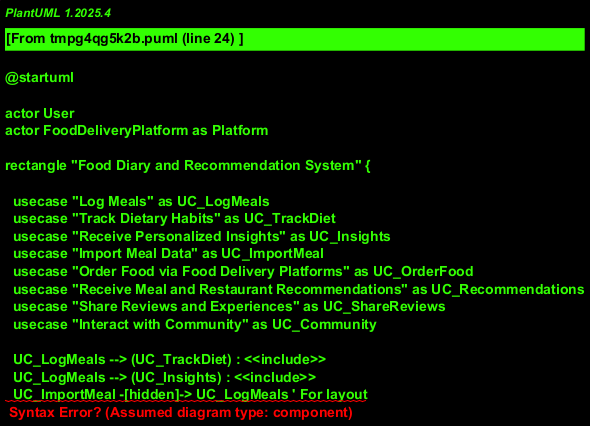 PlantUML 1.2025.4
[From tmpg4qg5k2b.puml (line 24) ]
@startuml
actor User
actor FoodDeliveryPlatform as Platform
rectangle "Food Diary and Recommendation System" {
usecase "Log Meals" as UC_LogMeals
usecase "Track Dietary Habits" as UC_TrackDiet
usecase "Receive Personalized Insights" as UC_Insights
usecase "Import Meal Data" as UC_ImportMeal
usecase "Order Food via Food Delivery Platforms" as UC_OrderFood
usecase "Receive Meal and Restaurant Recommendations" as UC_Recommendations
usecase "Share Reviews and Experiences" as UC_ShareReviews
usecase "Interact with Community" as UC_Community
UC_LogMeals --> (UC_TrackDiet) : <<include>>
UC_LogMeals --> (UC_Insights) : <<include>>
UC_ImportMeal -[hidden]-> UC_LogMeals ' For layout
Syntax Error? (Assumed diagram type: component)